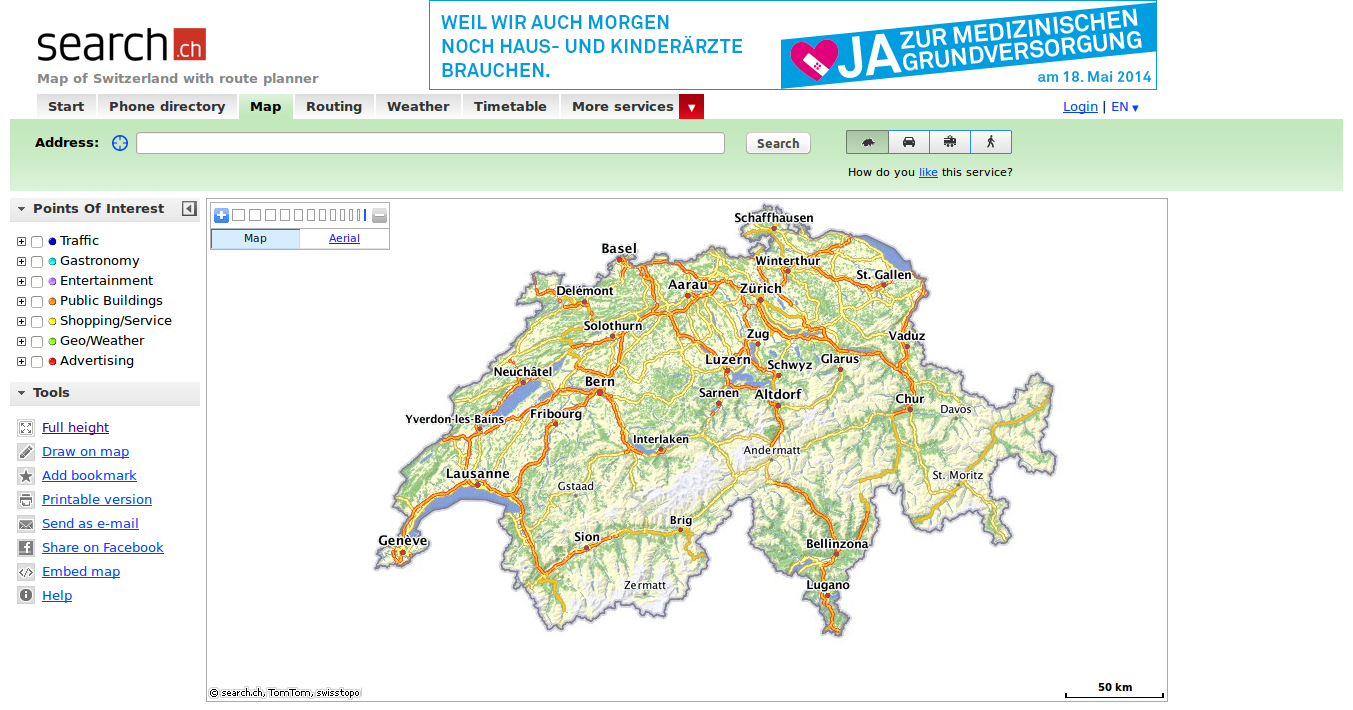 search.ch
Map of Switzerland with route planner
WEIL WIR AUCH MORGEN
NOCH HAUS- UND KINDERÄRZTE
BRAUCHEN.
JA ZUR MEDIZINISCHEN
GRUNDVERSORGUNG
am 18. Mai 2014
Start Phone directory Map Routing Weather Timetable More services
Login | EN
Address:
Search
How do you like this service?
Points Of Interest
Traffic
Gastronomy
Entertainment
Public Buildings
Shopping/Service
Geo/Weather
Advertising
Tools
Full height
Draw on map
Add bookmark
Printable version
Send as e-mail
Share on Facebook
Embed map
Help
Map Aerial
Schaffhausen
Basel
Winterthur
St. Gallen
Delémont
Aarau
Zürich
Solothurn
Zug
Vaduz
Luzern
Schwyz
Glarus
Neuchâtel
Bern
Sarnen
Altdorf
Chur
Davos
Yverdon-les-Bains
Fribourg
Interlaken
Andermatt
Lausanne
Gstaad
St. Moritz
Brig
Genève
Sion
Bellinzona
Zermatt
Lugano
© search.ch, TomTom, swisstopo
50 km